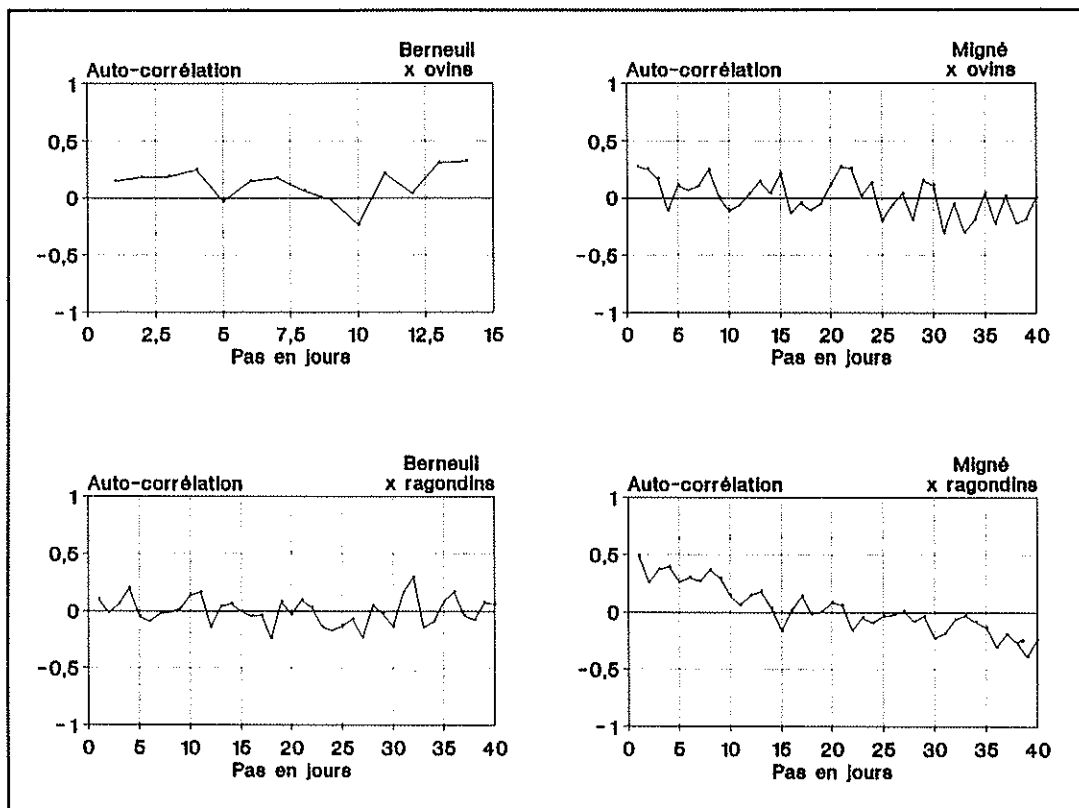 Berneuil
Auto-corrélation x ovins
1
0,5
0
-0,5
-1
0 2,5 5 7,5 10 12,5 15
Pas en jours
Migné
Auto-corrélation x ovins
1
0,5
0
-0,5
-1
0 5 10 15 20 25 30 35 40
Pas en jours
Berneuil
Auto-corrélation x ragondins
1
0,5
0
-0,5
-1
0 5 10 15 20 25 30 35 40
Pas en jours
Migné
Auto-corrélation x ragondins
1
0,5
0
-0,5
-1
0 5 10 15 20 25 30 35 40
Pas en jours